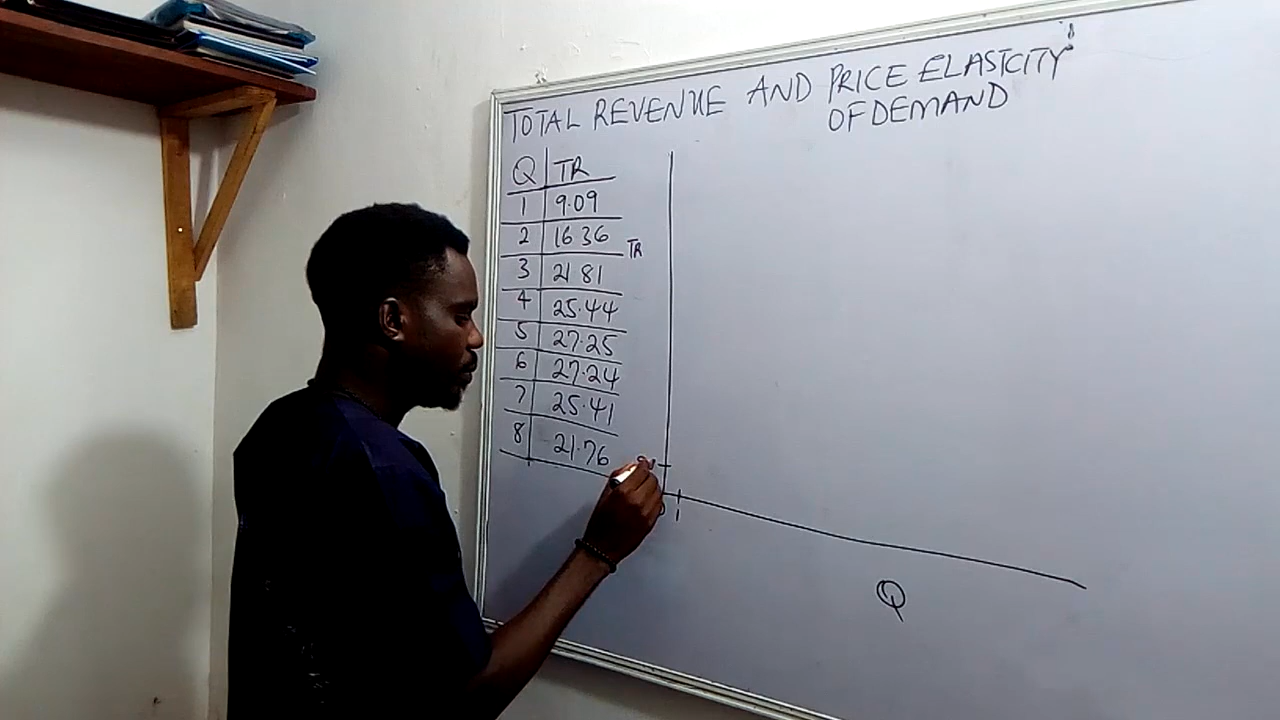 TOTAL REVENUE AND PRICE ELASTCITY
OF DEMAND
Q TR
1 9.09
2 16 36
3 21 81
4 25.44
5 27.25
6 27.24
7 25.41
8 21.76
TR
1
Q